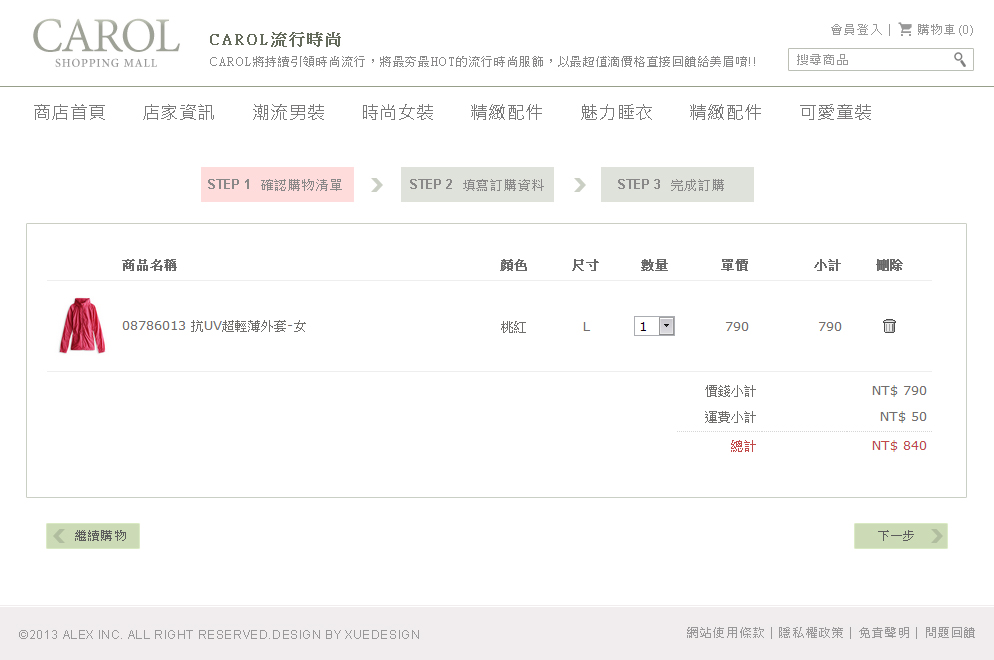 CAROL
SHOPPING MALL
CAROL流行時尚
CAROL將持續引領時尚流行，將最夯最HOT的流行時尚服飾，以最超值滴價格直接回饋給美眉唷!!
會員登入 | 購物車(0)
搜尋商品
商店首頁 店家資訊 潮流男裝 時尚女裝 精緻配件 魅力睡衣 精緻配件 可愛童裝
STEP 1 確認購物清單 STEP 2 填寫訂購資料 STEP 3 完成訂購
商品名稱 顏色 尺寸 數量 單價 小計 刪除
08786013 抗UV超輕薄外套-女 桃紅 L 1 790 790
價錢小計 NT$ 790
運費小計 NT$ 50
總計 NT$ 840
繼續購物 下一步
©2013 ALEX INC. ALL RIGHT RESERVED.DESIGN BY XUEDESIGN
網站使用條款 | 隱私權政策 | 免責聲明 | 問題回饋